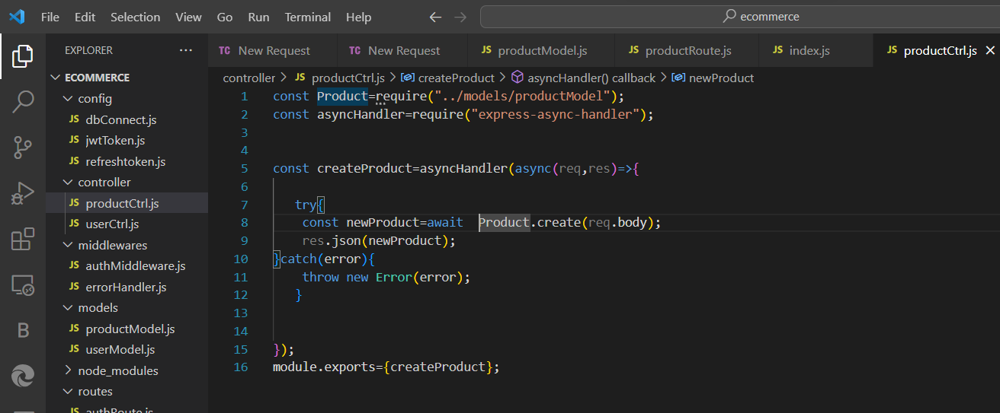 File Edit Selection View Go Run Terminal Help
ecommerce
EXPLORER
TC New Request
TC New Request
JS productModel.js
JS productRoute.js
JS index.js
JS productCtrl.js
ECOMMERCE
config
JS dbConnect.js
JS jwtToken.js
JS refreshtoken.js
controller
JS productCtrl.js
JS userCtrl.js
middlewares
JS authMiddleware.js
JS errorHandler.js
models
JS productModel.js
JS userModel.js
node_modules
routes
JS authRoute.js
B
controller > JS productCtrl.js > createProduct > asyncHandler() callback > newProduct
1 const Product=require("../models/productModel");
2 const asyncHandler=require("express-async-handler");
3
4
5 const createProduct=asyncHandler(async(req,res)=>{
6
7 try{
8 const newProduct=await  Product.create(req.body);
9 res.json(newProduct);
10 }catch(error){
11 throw new Error(error);
12 }
13
14
15 });
16 module.exports={createProduct};